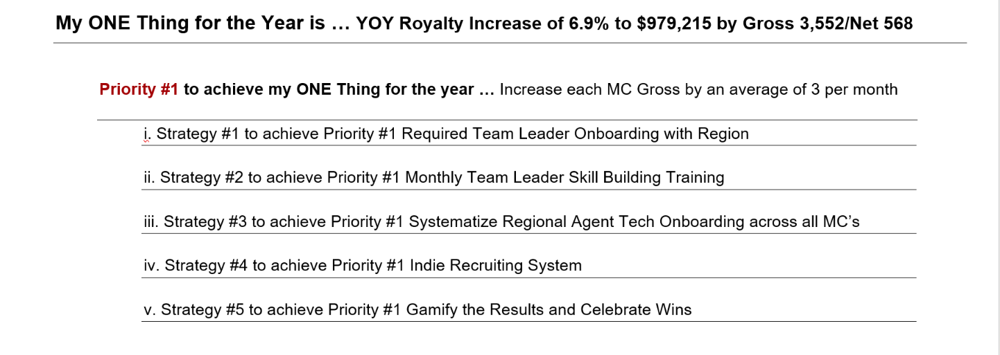 My ONE Thing for the Year is … YOY Royalty Increase of 6.9% to $979,215 by Gross 3,552/Net 568
Priority #1 to achieve my ONE Thing for the year … Increase each MC Gross by an average of 3 per month
i. Strategy #1 to achieve Priority #1 Required Team Leader Onboarding with Region
ii. Strategy #2 to achieve Priority #1 Monthly Team Leader Skill Building Training
iii. Strategy #3 to achieve Priority #1 Systematize Regional Agent Tech Onboarding across all MC’s
iv. Strategy #4 to achieve Priority #1 Indie Recruiting System
v. Strategy #5 to achieve Priority #1 Gamify the Results and Celebrate Wins